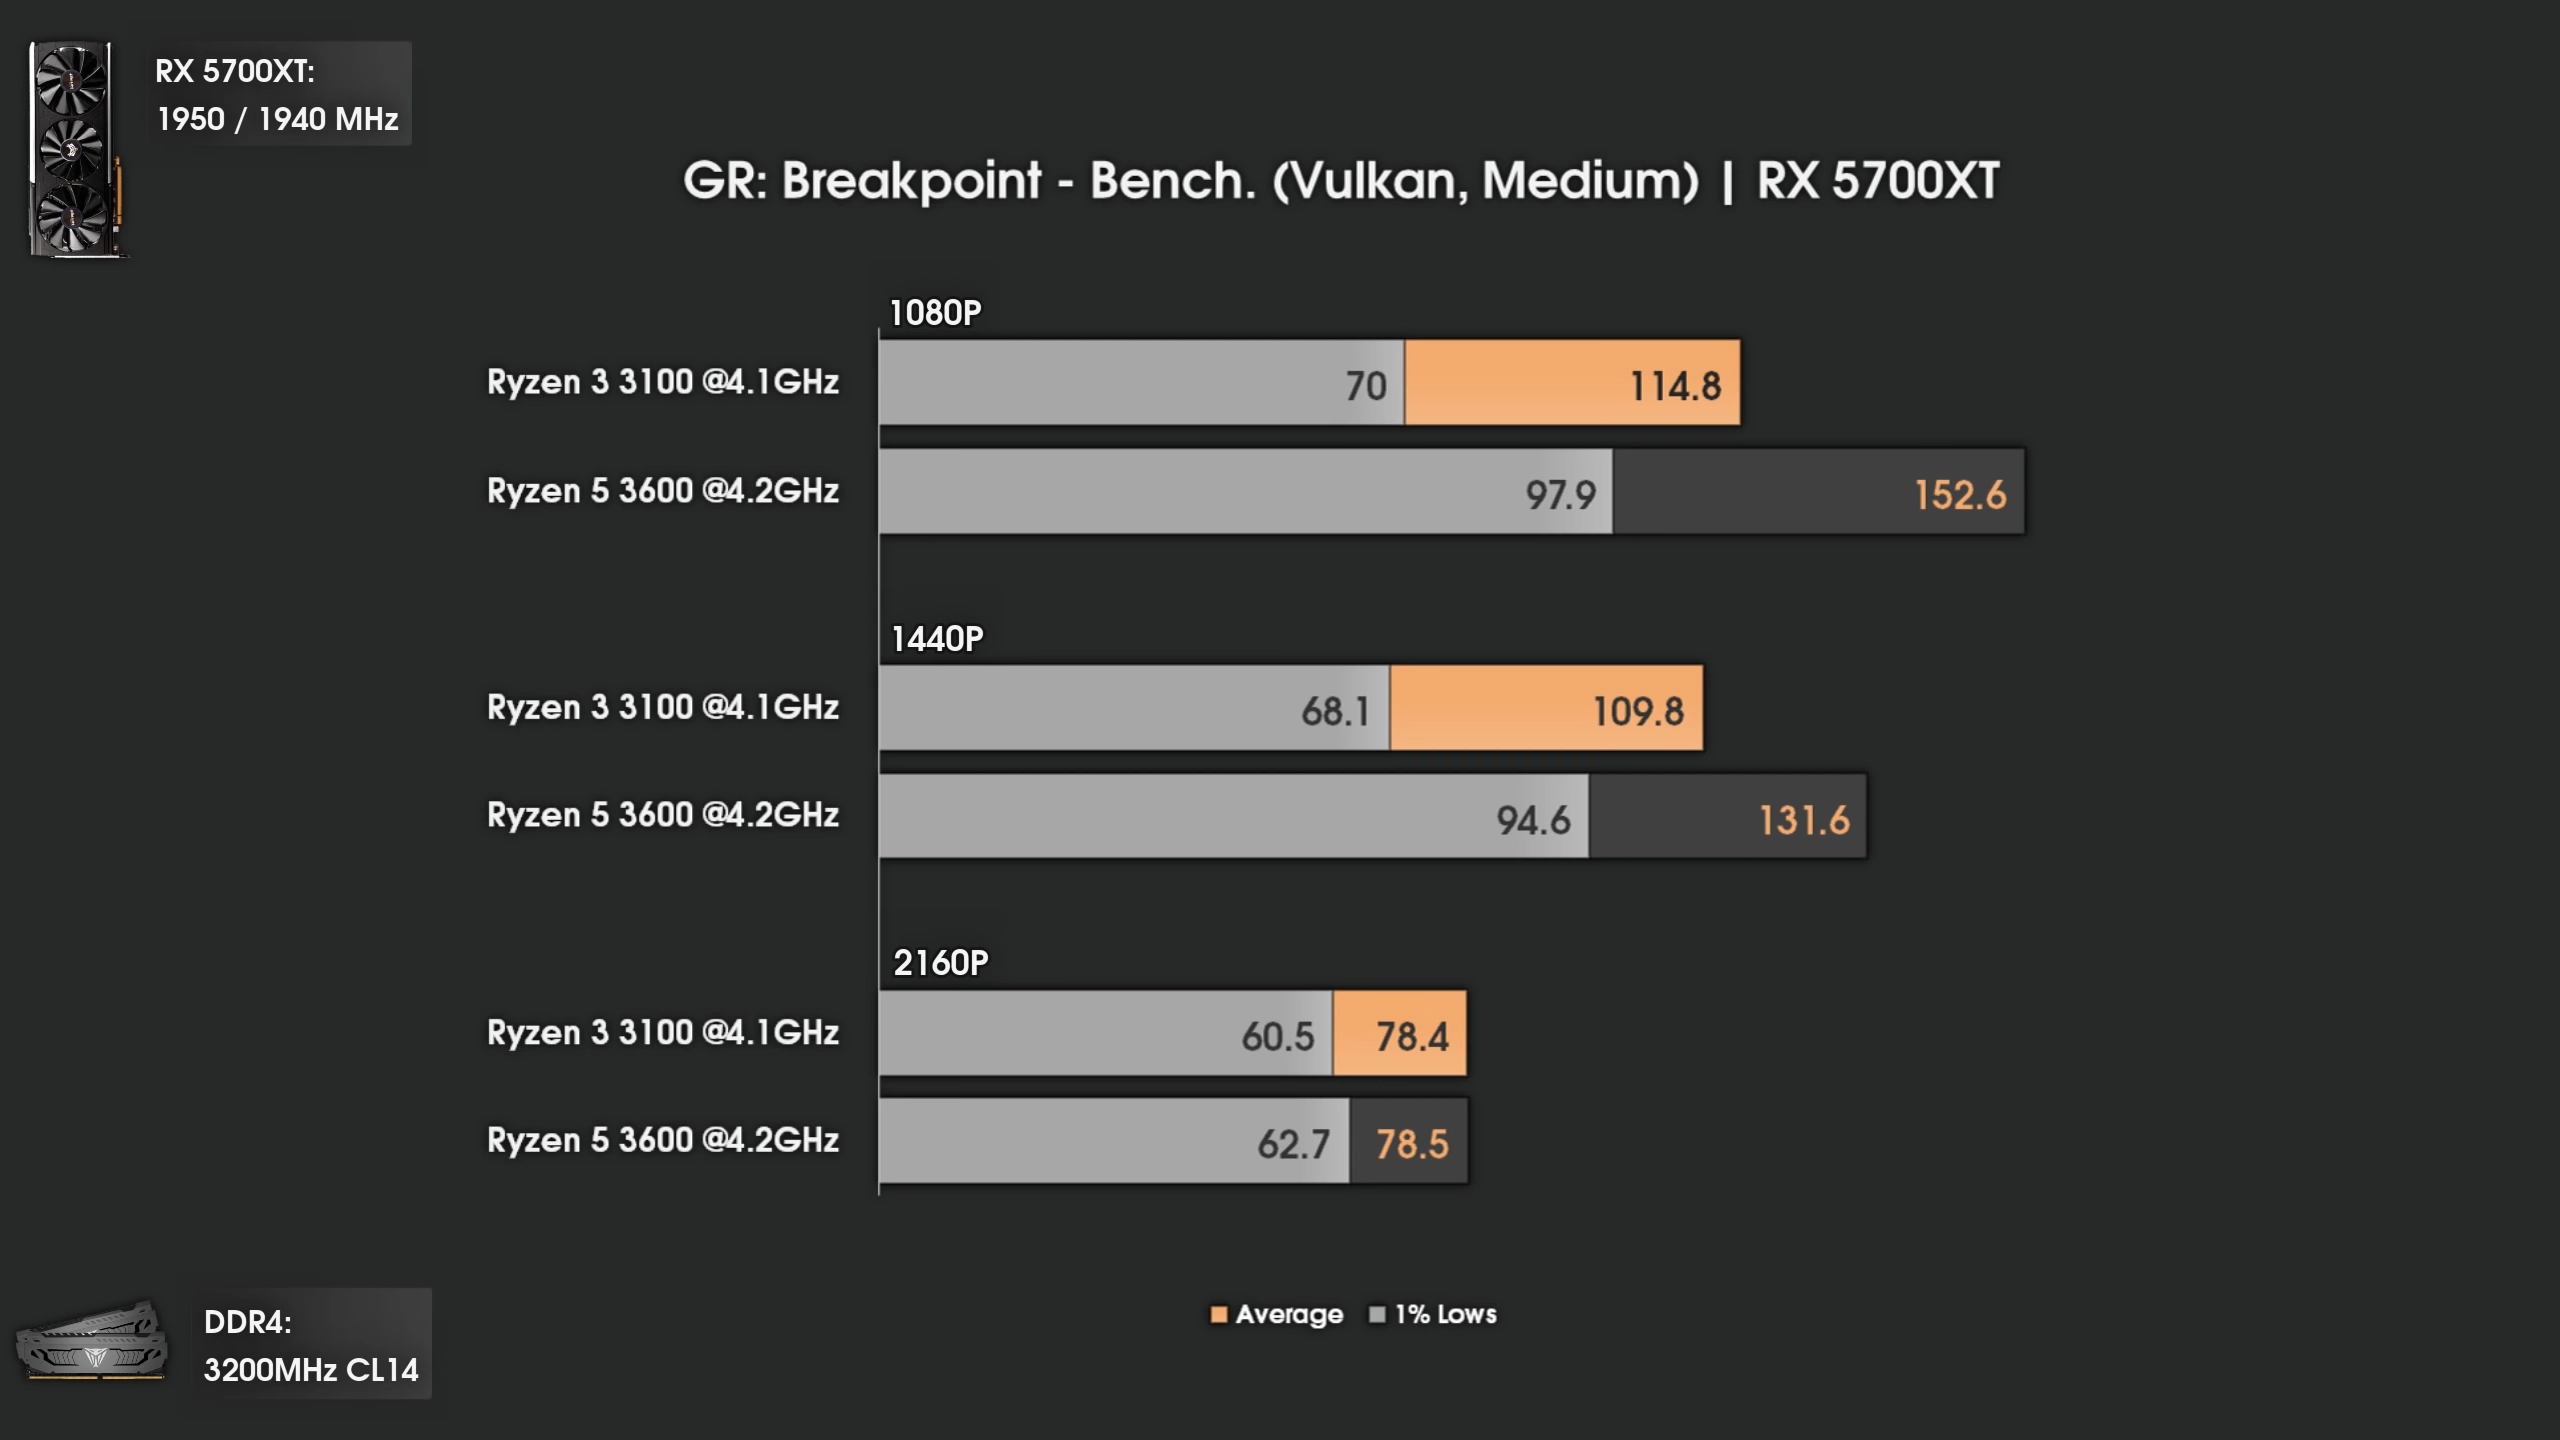 RX 5700XT:
1950 / 1940 MHz
GR: Breakpoint - Bench. (Vulkan, Medium) | RX 5700XT
1080P
Ryzen 3 3100 @4.1GHz 70 114.8
Ryzen 5 3600 @4.2GHz 97.9 152.6
1440P
Ryzen 3 3100 @4.1GHz 68.1 109.8
Ryzen 5 3600 @4.2GHz 94.6 131.6
2160P
Ryzen 3 3100 @4.1GHz 60.5 78.4
Ryzen 5 3600 @4.2GHz 62.7 78.5
Average 1% Lows
DDR4:
3200MHz CL14